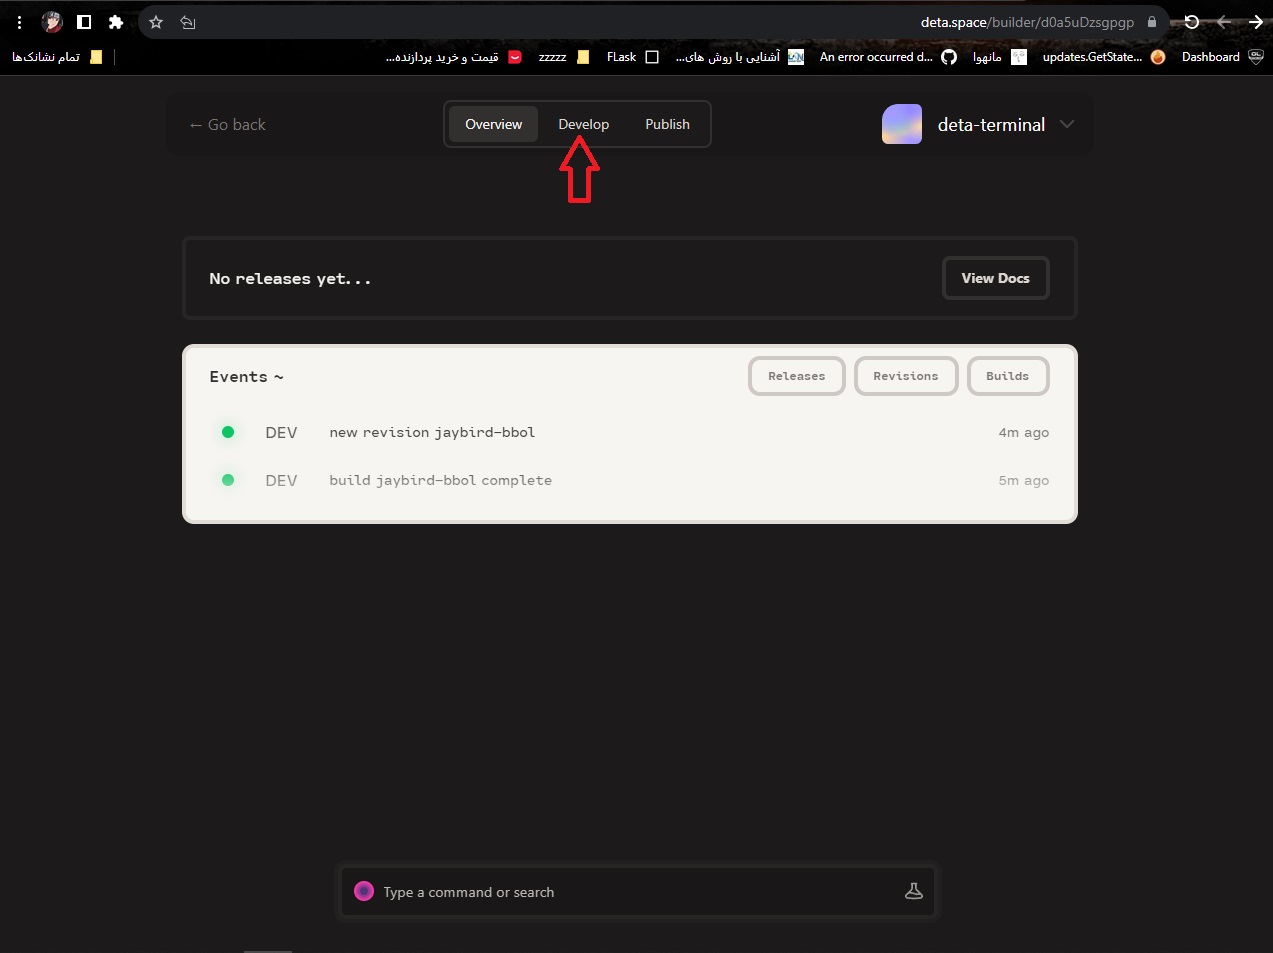 deta.space/builder/d0a5uDzsgpgp
تمام نشانک‌ها
قیمت و خرید پردازنده...
zzzzz
FLask
آشنایی با روش های...
An error occurred d...
مانهوا
updates.GetState...
Dashboard
← Go back
Overview
Develop
Publish
deta-terminal
No releases yet...
View Docs
Events ~
Releases
Revisions
Builds
DEV new revision jaybird-bbol 4m ago
DEV build jaybird-bbol complete 5m ago
Type a command or search